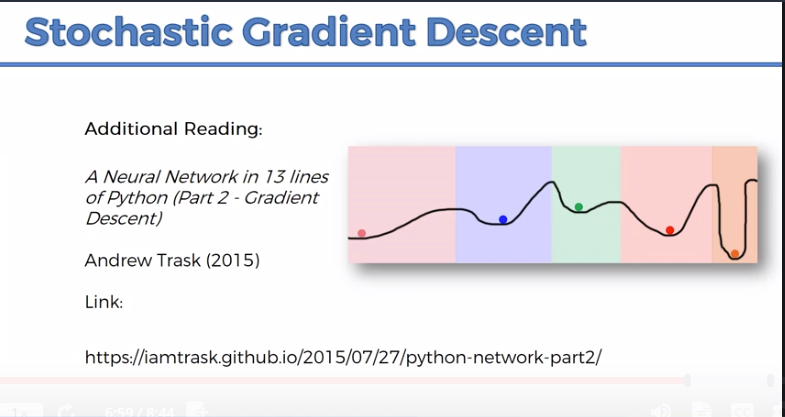 Stochastic Gradient Descent
Additional Reading:
A Neural Network in 13 lines
of Python (Part 2 - Gradient
Descent)
Andrew Trask (2015)
Link:
https://iamtrask.github.io/2015/07/27/python-network-part2/
6:59 / 8:44
CC